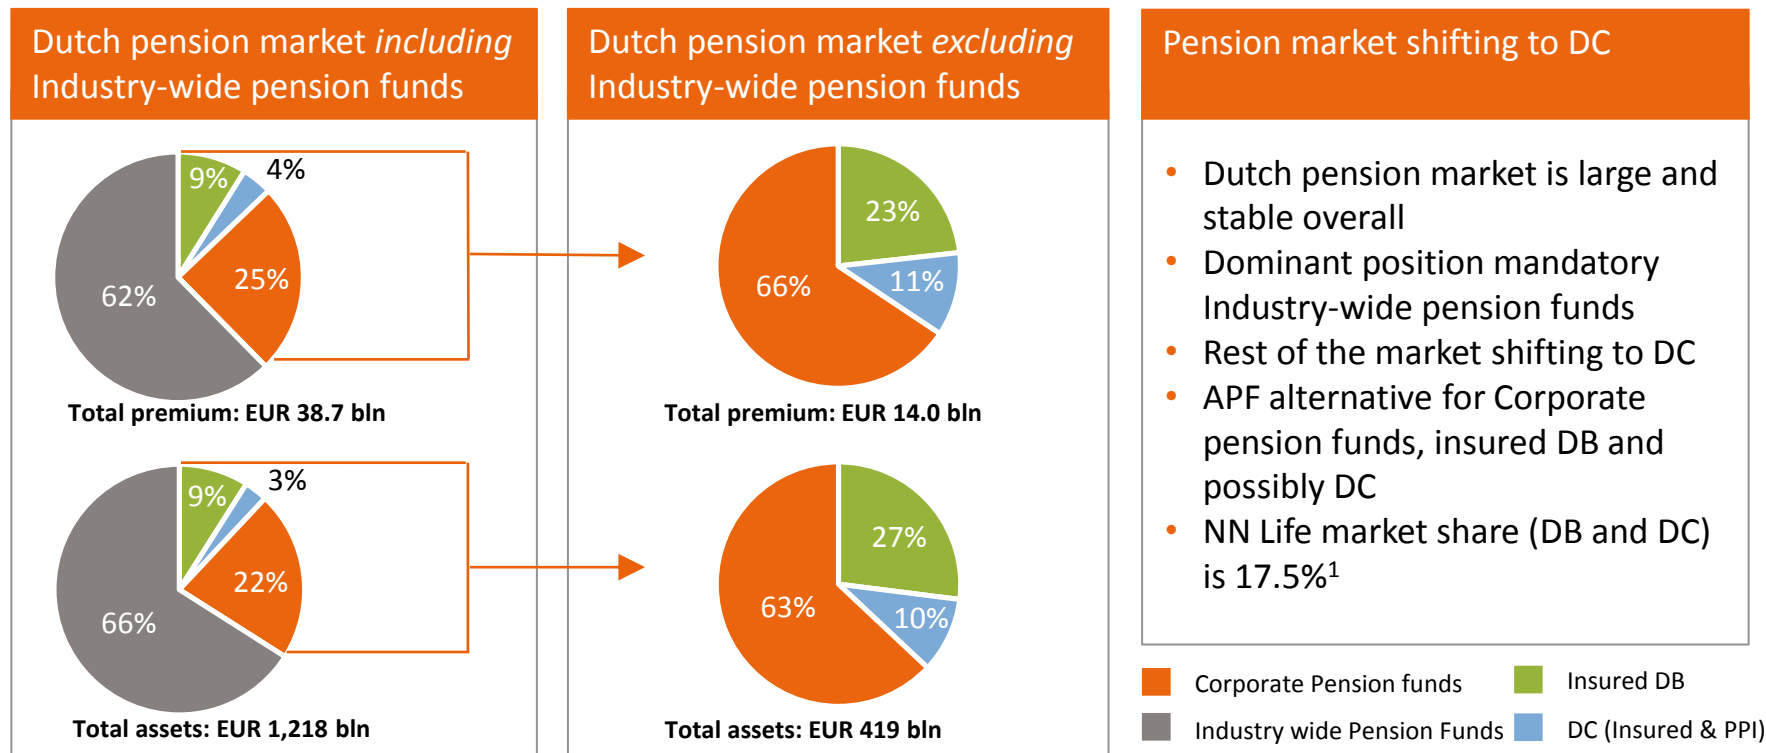 Dutch pension market including
Industry-wide pension funds
9%
4%
25%
62%
Total premium: EUR 38.7 bln
9%
3%
22%
66%
Total assets: EUR 1,218 bln
Dutch pension market excluding
Industry-wide pension funds
23%
11%
66%
Total premium: EUR 14.0 bln
27%
10%
63%
Total assets: EUR 419 bln
Pension market shifting to DC
• Dutch pension market is large and
stable overall
• Dominant position mandatory
Industry-wide pension funds
• Rest of the market shifting to DC
• APF alternative for Corporate
pension funds, insured DB and
possibly DC
• NN Life market share (DB and DC)
is 17.5%¹
Corporate Pension funds
Insured DB
Industry wide Pension Funds
DC (Insured & PPI)